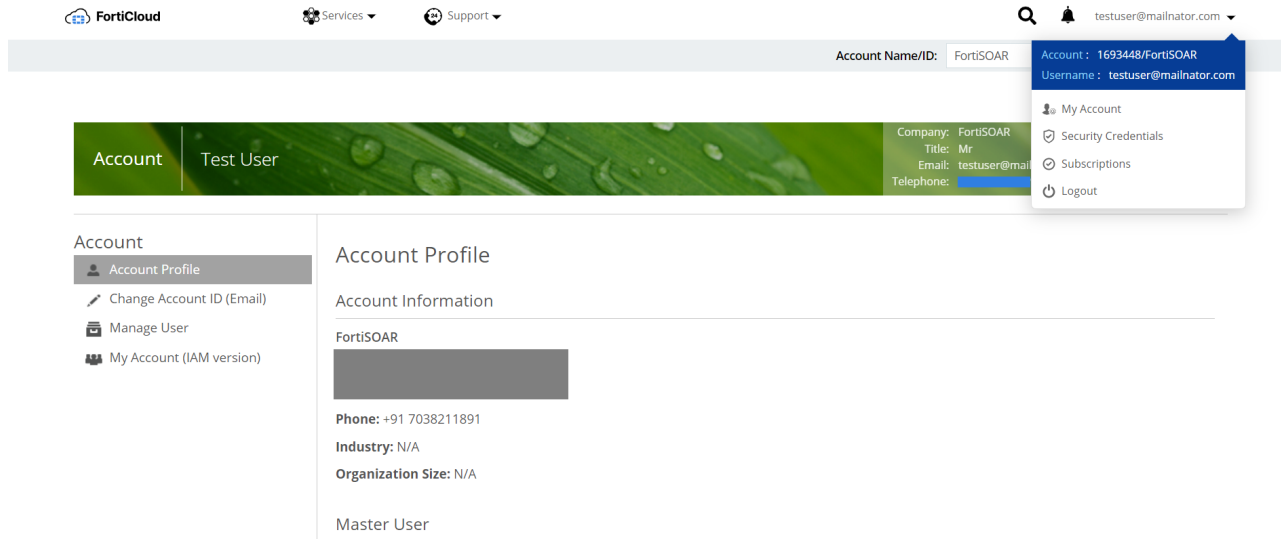 FortiCloud Services 24 Support testuser@mailnator.com
Account Name/ID: FortiSOAR
Account : 1693448/FortiSOAR
Username : testuser@mailnator.com
My Account
Security Credentials
Subscriptions
Logout
Account Test User
Company: FortiSOAR
Title: Mr
Email: testuser@mail
Telephone:
Account
Account Profile
Change Account ID (Email)
Manage User
My Account (IAM version)
Account Profile
Account Information
FortiSOAR
Phone: +91 7038211891
Industry: N/A
Organization Size: N/A
Master User